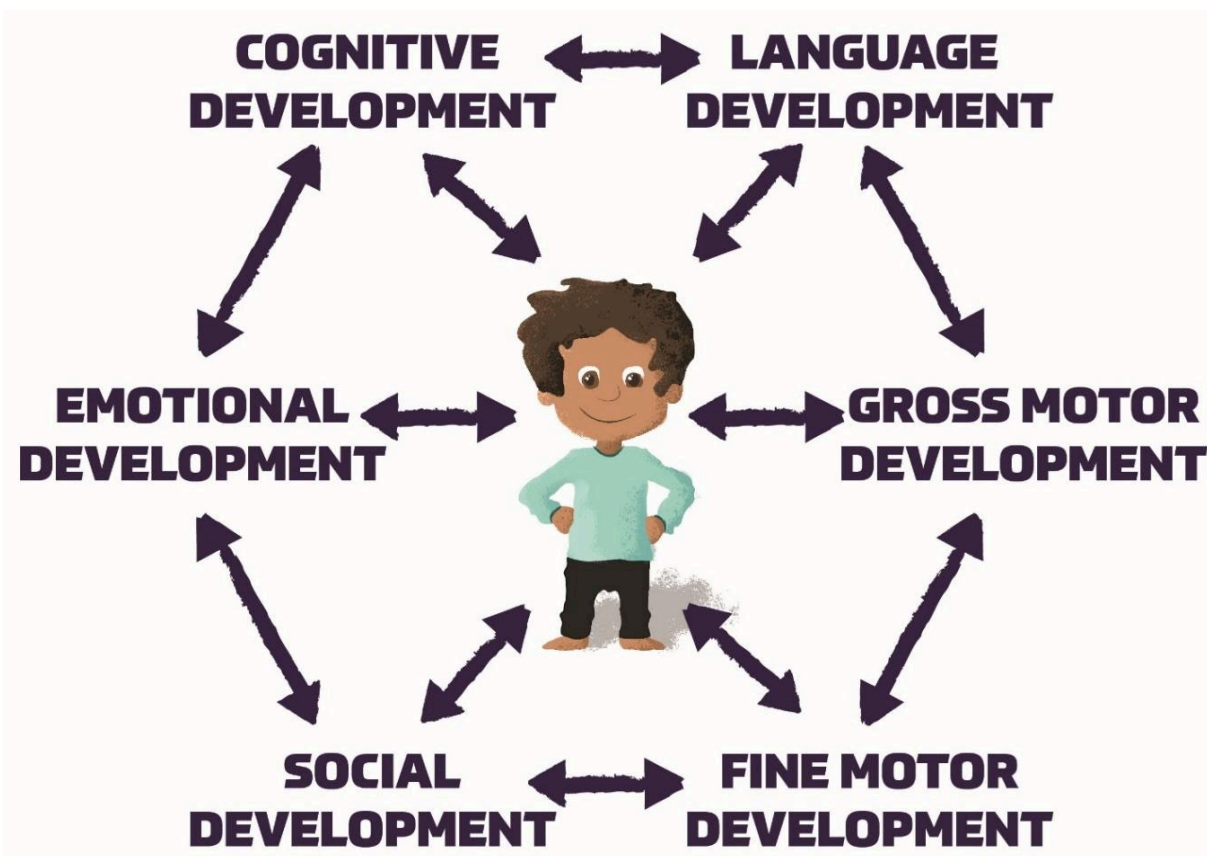 COGNITIVE
DEVELOPMENT
LANGUAGE
DEVELOPMENT
EMOTIONAL
DEVELOPMENT
GROSS MOTOR
DEVELOPMENT
SOCIAL
DEVELOPMENT
FINE MOTOR
DEVELOPMENT